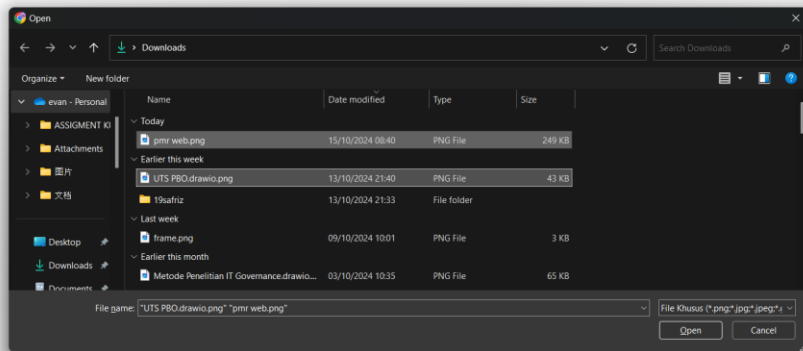 Open
Downloads
Search Downloads
Organize New folder
evan - Personal
ASSIGMENT KI
Attachments
图片
文档
Desktop
Downloads
Documents
Name Date modified Type Size
Today
pmr web.png 15/10/2024 08:40 PNG File 249 KB
Earlier this week
UTS PBO.drawio.png 13/10/2024 21:40 PNG File 43 KB
19safriz 13/10/2024 21:33 File folder
Last week
frame.png 09/10/2024 10:01 PNG File 3 KB
Earlier this month
Metode Penelitian IT Governance.drawio... 03/10/2024 10:35 PNG File 65 KB
File name: "UTS PBO.drawio.png" "pmr web.png"
File Khusus (*.png;*.jpg;*.jpeg;*.
Open Cancel